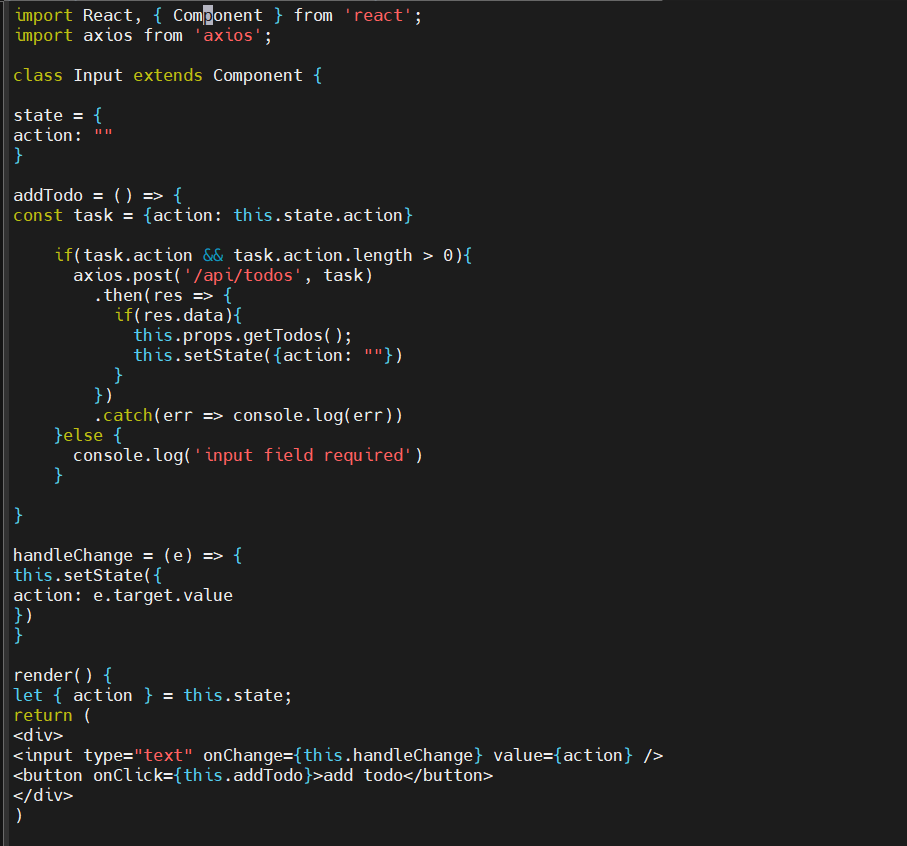 import React, { Component } from 'react';
import axios from 'axios';

class Input extends Component {

state = {
action: ""
}

addTodo = () => {
const task = {action: this.state.action}

    if(task.action && task.action.length > 0){
      axios.post('/api/todos', task)
        .then(res => {
          if(res.data){
            this.props.getTodos();
            this.setState({action: ""})
          }
        })
        .catch(err => console.log(err))
    }else {
      console.log('input field required')
    }

}

handleChange = (e) => {
this.setState({
action: e.target.value
})
}

render() {
let { action } = this.state;
return (
<div>
<input type="text" onChange={this.handleChange} value={action} />
<button onClick={this.addTodo}>add todo</button>
</div>
)